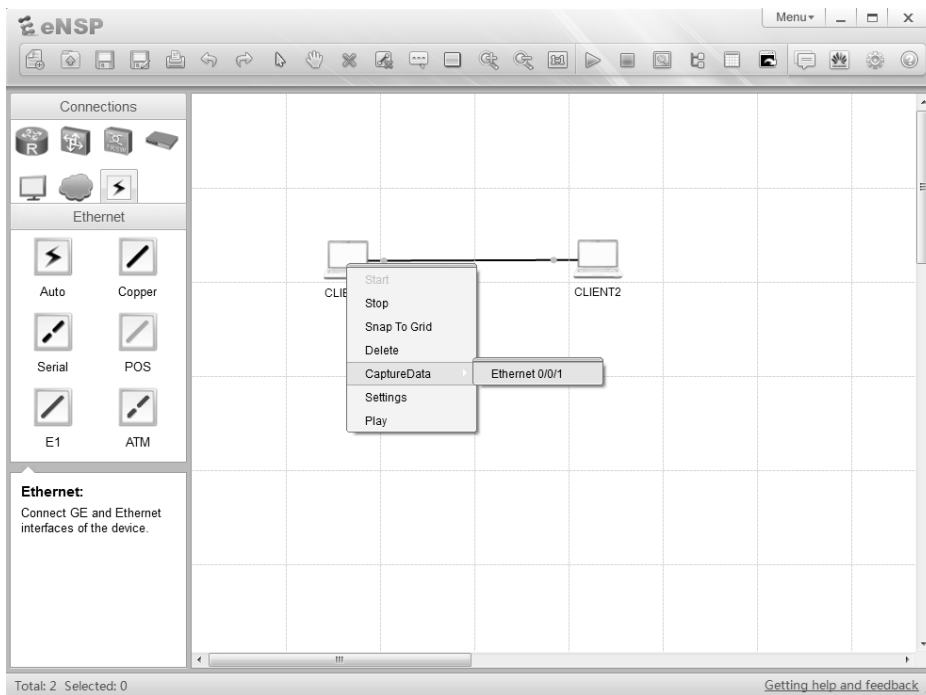 eNSP
Menu
Connections
Ethernet
Auto
Copper
Serial
POS
E1
ATM
Ethernet:
Connect GE and Ethernet
interfaces of the device.
CLIE
CLIENT2
Start
Stop
Snap To Grid
Delete
CaptureData
Ethernet 0/0/1
Settings
Play
Total: 2 Selected: 0
Getting help and feedback